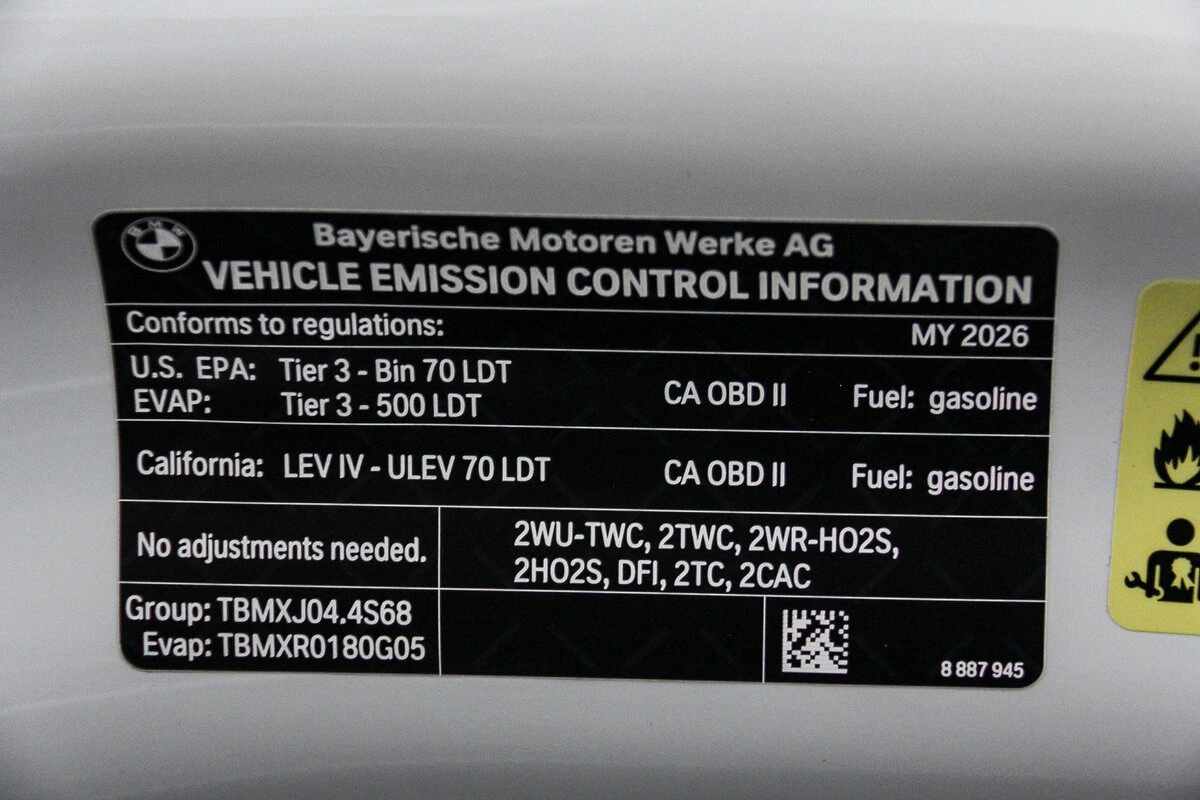 BMW
Bayerische Motoren Werke AG
VEHICLE EMISSION CONTROL INFORMATION
Conforms to regulations: MY 2026
U.S. EPA: Tier 3 - Bin 70 LDT
EVAP: Tier 3 - 500 LDT
CA OBD II Fuel: gasoline
California: LEV IV - ULEV 70 LDT CA OBD II Fuel: gasoline
No adjustments needed.
2WU-TWC, 2TWC, 2WR-HO2S,
2HO2S, DFI, 2TC, 2CAC
Group: TBMXJ04.4S68
Evap: TBMXR0180G05
8 887 945